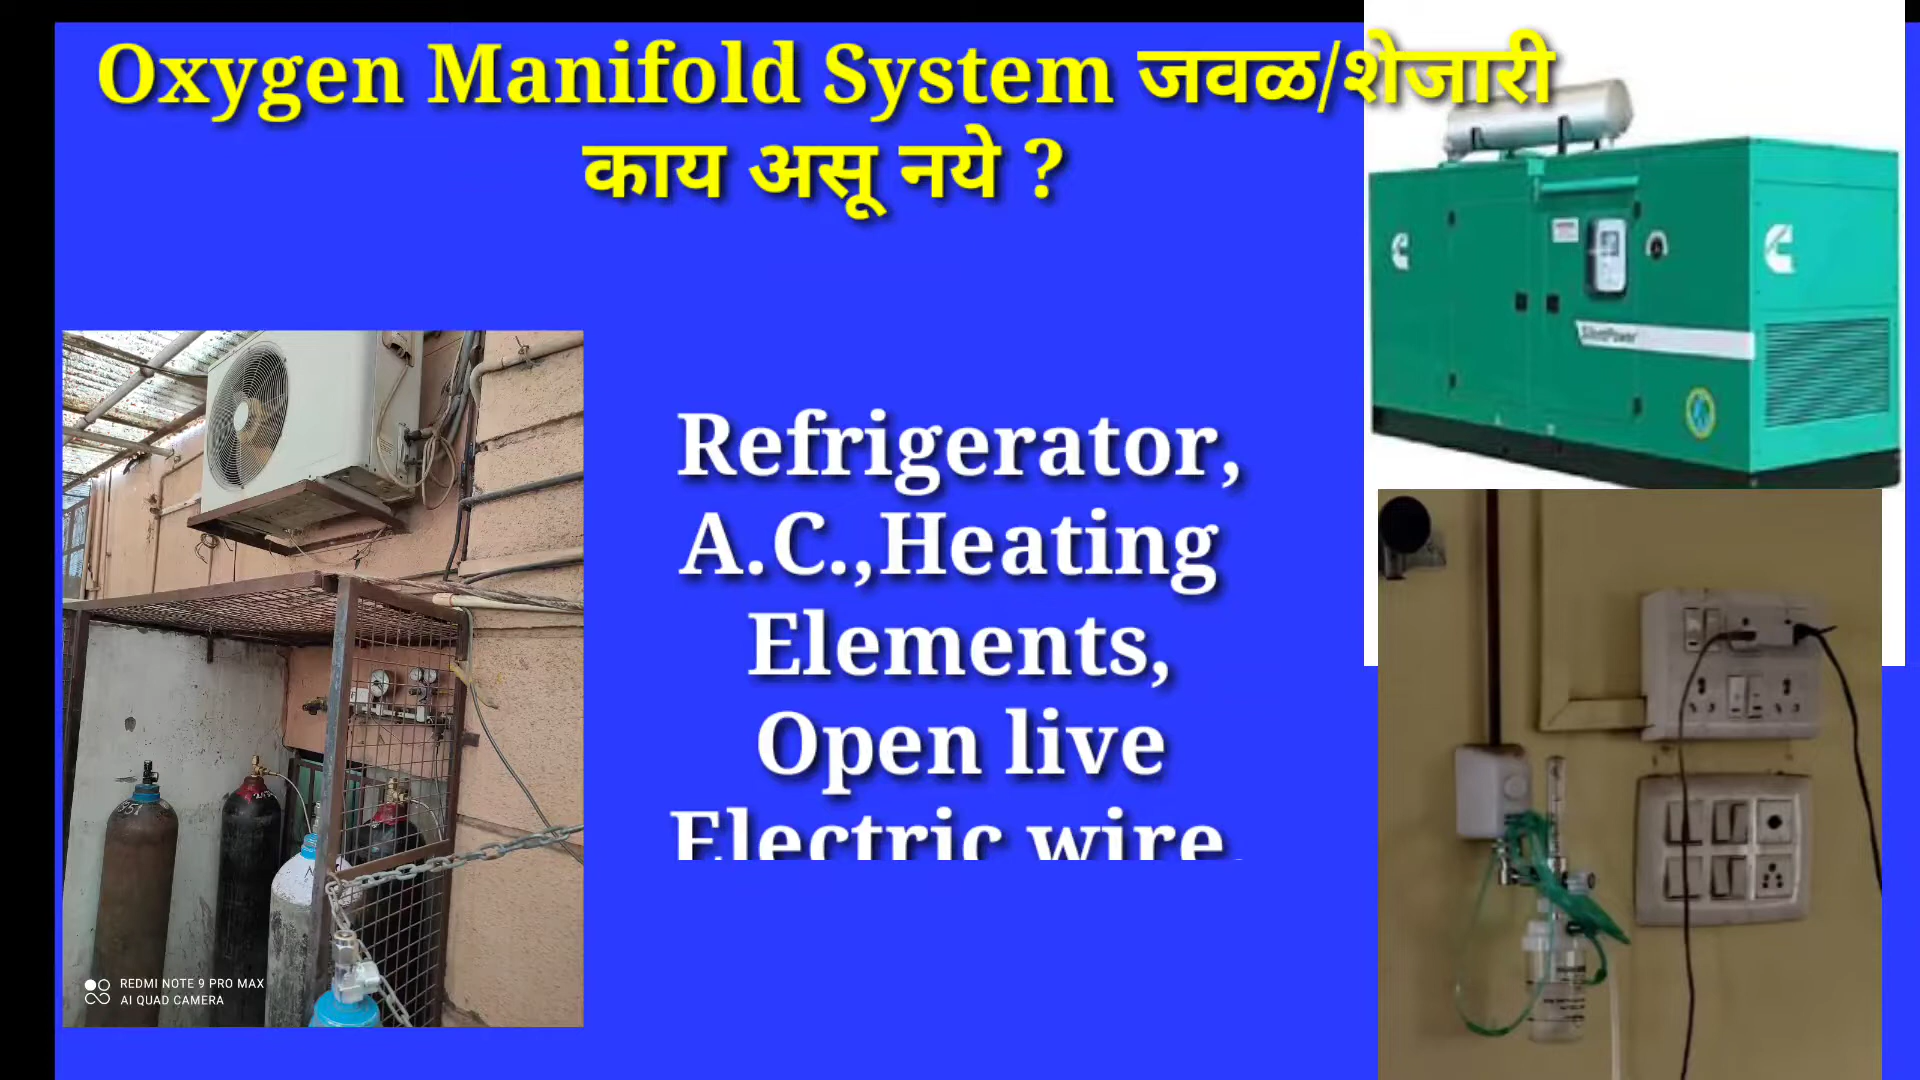 Oxygen Manifold System जवळ/शेजारी
काय असू नये ?
Refrigerator,
A.C.,Heating
Elements,
Open live
Electric wire,
REDMI NOTE 9 PRO MAX
AI QUAD CAMERA